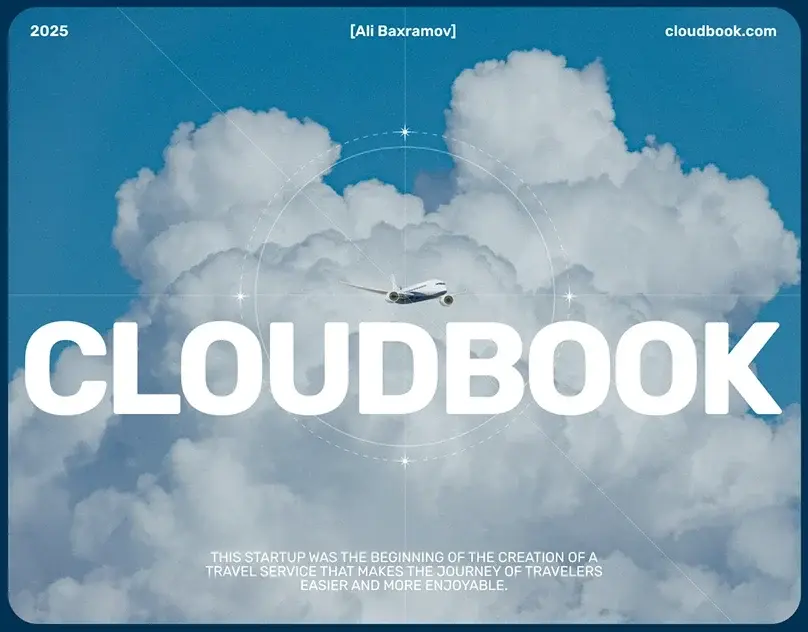 2025
[Ali Baxramov]
cloudbook.com
CLOUDBOOK
THIS STARTUP WAS THE BEGINNING OF THE CREATION OF A
TRAVEL SERVICE THAT MAKES THE JOURNEY OF TRAVELERS
EASIER AND MORE ENJOYABLE.